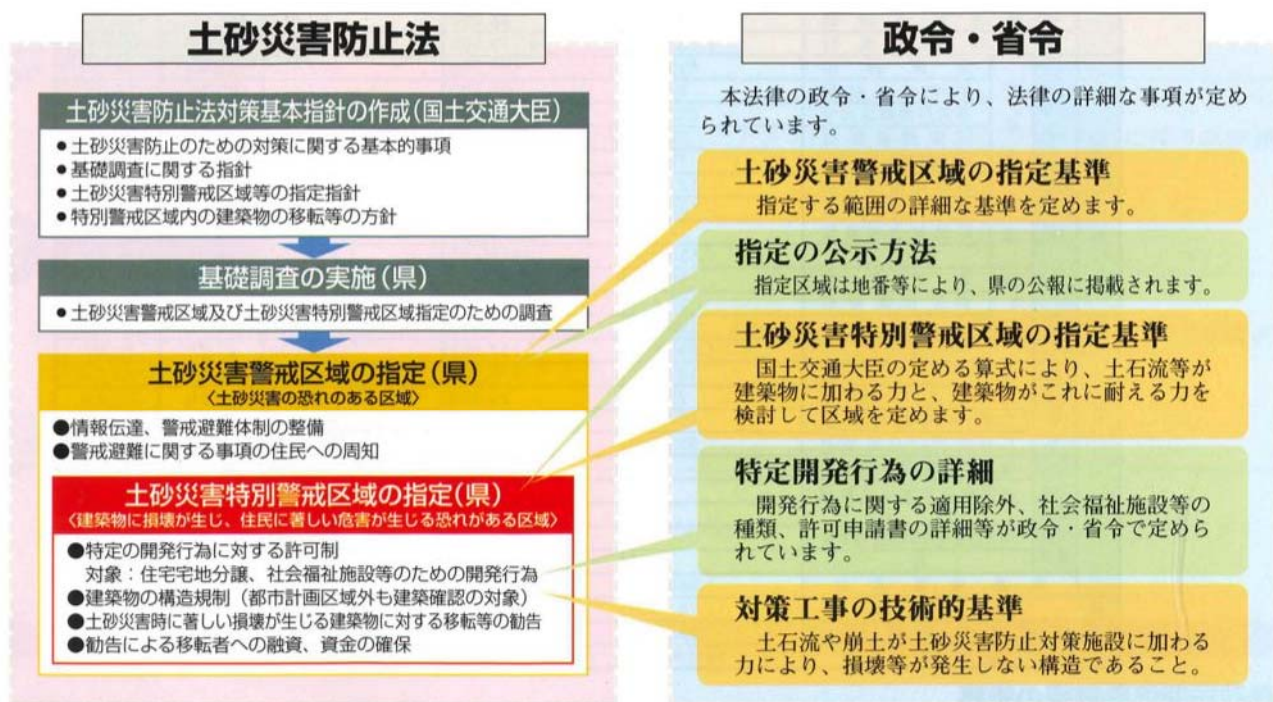 土砂災害防止法
土砂災害防止法対策基本指針の作成(国土交通大臣)
●土砂災害防止のための対策に関する基本的事項
●基礎調査に関する指針
●土砂災害特別警戒区域等の指定指針
●特別警戒区域内の建築物の移転等の方針
基礎調査の実施(県)
●土砂災害警戒区域及び土砂災害特別警戒区域指定のための調査
土砂災害警戒区域の指定(県)
〈土砂災害の恐れのある区域〉
●情報伝達、警戒避難体制の整備
●警戒避難に関する事項の住民への周知
土砂災害特別警戒区域の指定(県)
〈建築物に損壊が生じ、住民に著しい危害が生じる恐れがある区域〉
●特定の開発行為に対する許可制
対象：住宅宅地分譲、社会福祉施設等のための開発行為
●建築物の構造規制（都市計画区域外も建築確認の対象）
●土砂災害時に著しい損壊が生じる建築物に対する移転等の勧告
●勧告による移転者への融資、資金の確保
政令・省令
本法律の政令・省令により、法律の詳細な事項が定め
られています。
土砂災害警戒区域の指定基準
指定する範囲の詳細な基準を定めます。
指定の公示方法
指定区域は地番等により、県の公報に掲載されます。
土砂災害特別警戒区域の指定基準
国土交通大臣の定める算式により、土石流等が
建築物に加わる力と、建築物がこれに耐える力を
検討して区域を定めます。
特定開発行為の詳細
開発行為に関する適用除外、社会福祉施設等の
種類、許可申請書の詳細等が政令・省令で定めら
れています。
対策工事の技術的基準
土石流や崩土が土砂災害防止対策施設に加わる
力により、損壊等が発生しない構造であること。